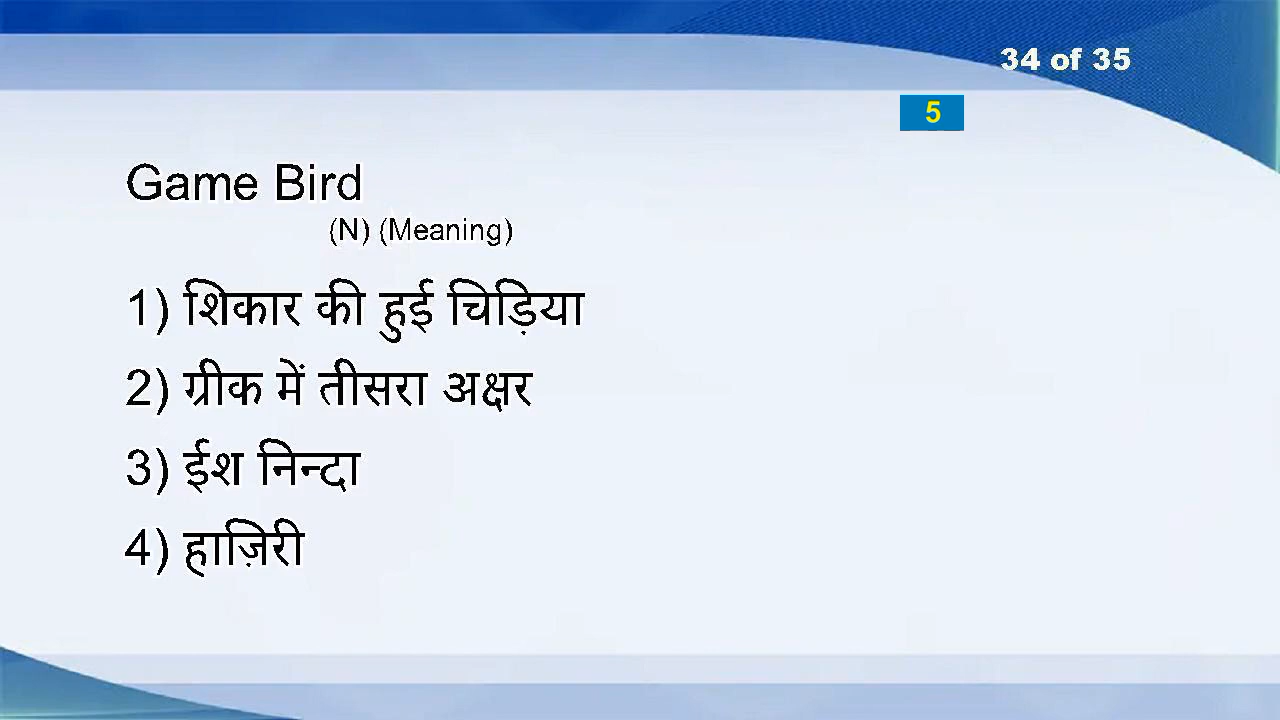 34 of 35
5
Game Bird
(N) (Meaning)
1) शिकार की हुई चिड़िया
2) ग्रीक में तीसरा अक्षर
3) ईश निन्दा
4) हाज़िरी